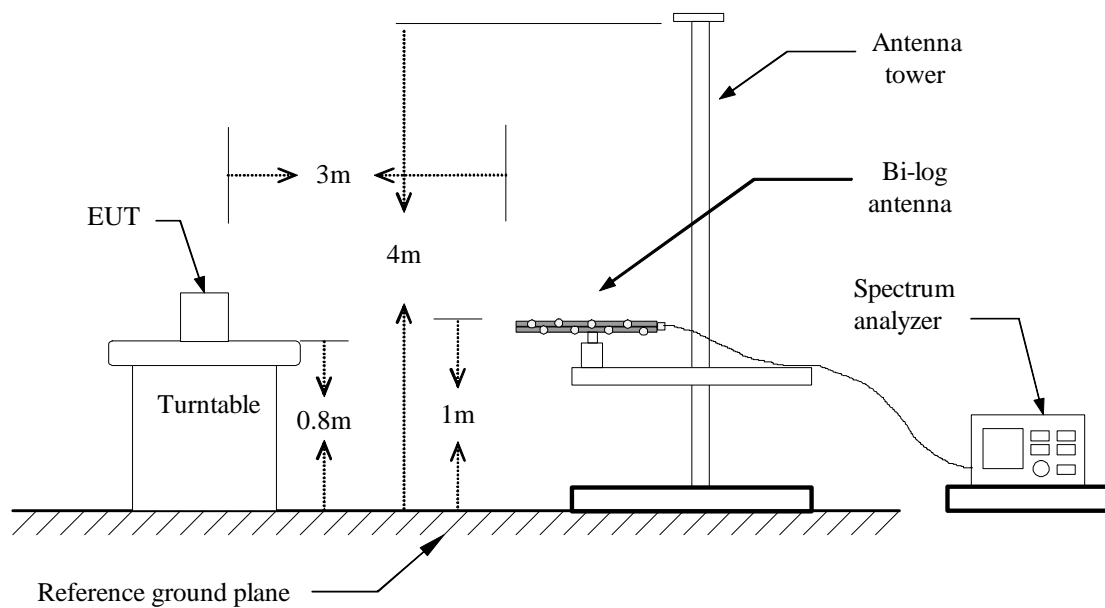 Antenna
tower
3m
Bi-log
antenna
EUT
4m
Spectrum
analyzer
Turntable
0.8m
1m
Reference ground plane